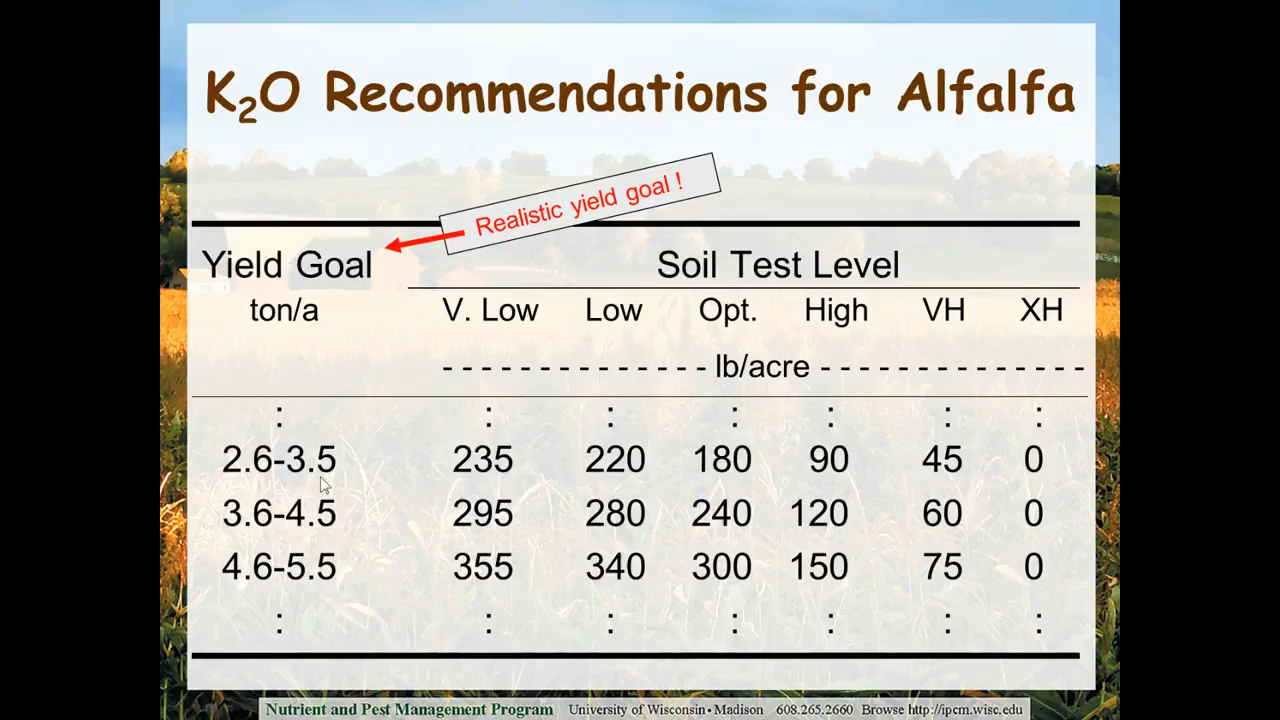 K2O Recommendations for Alfalfa
Realistic yield goal !
Yield Goal Soil Test Level
ton/a V. Low Low Opt. High VH XH
- - - - - - - - - - - - - - lb/acre - - - - - - - - - - - - - -
: : : : : : :
2.6-3.5 235 220 180 90 45 0
3.6-4.5 295 280 240 120 60 0
4.6-5.5 355 340 300 150 75 0
: : : : : : :
Nutrient and Pest Management Program University of Wisconsin•Madison 608.265.2660 Browse http://ipcm.wisc.edu